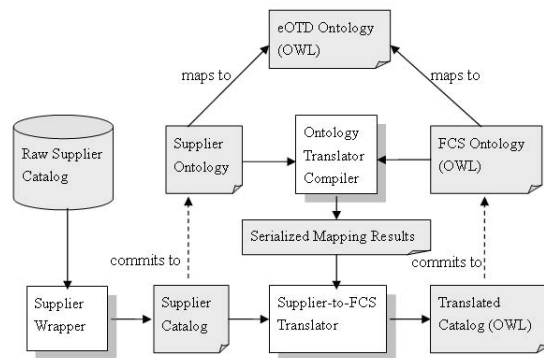 eOTD Ontology
(OWL)
maps to
maps to
Raw Supplier
Catalog
Supplier
Ontology
Ontology
Translator
Compiler
FCS Ontology
(OWL)
Serialized Mapping Results
commits to
commits to
Supplier
Wrapper
Supplier
Catalog
Supplier-to-FCS
Translator
Translated
Catalog (OWL)